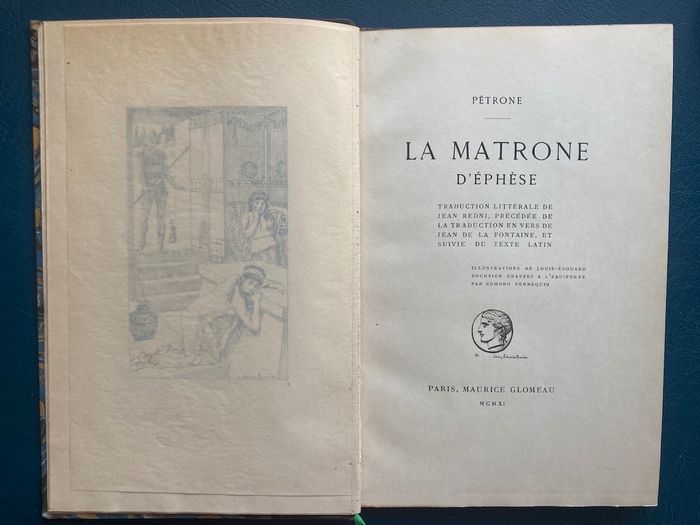 PÉTRONE
LA MATRONE
D'ÉPHÈSE
TRADUCTION LITTÉRALE DE
JEAN REDNI, PRÉCÉDÉE DE
LA TRADUCTION EN VERS DE
JEAN DE LA FONTAINE, ET
SUIVIE DU TEXTE LATIN
ILLUSTRATIONS DE LOUIS-ÉDOUARD
FOURNIER GRAVÉES A L'EAU-FORTE
PAR EDMOND PENNEQUIN
PARIS, MAURICE GLOMEAU
MCMXI